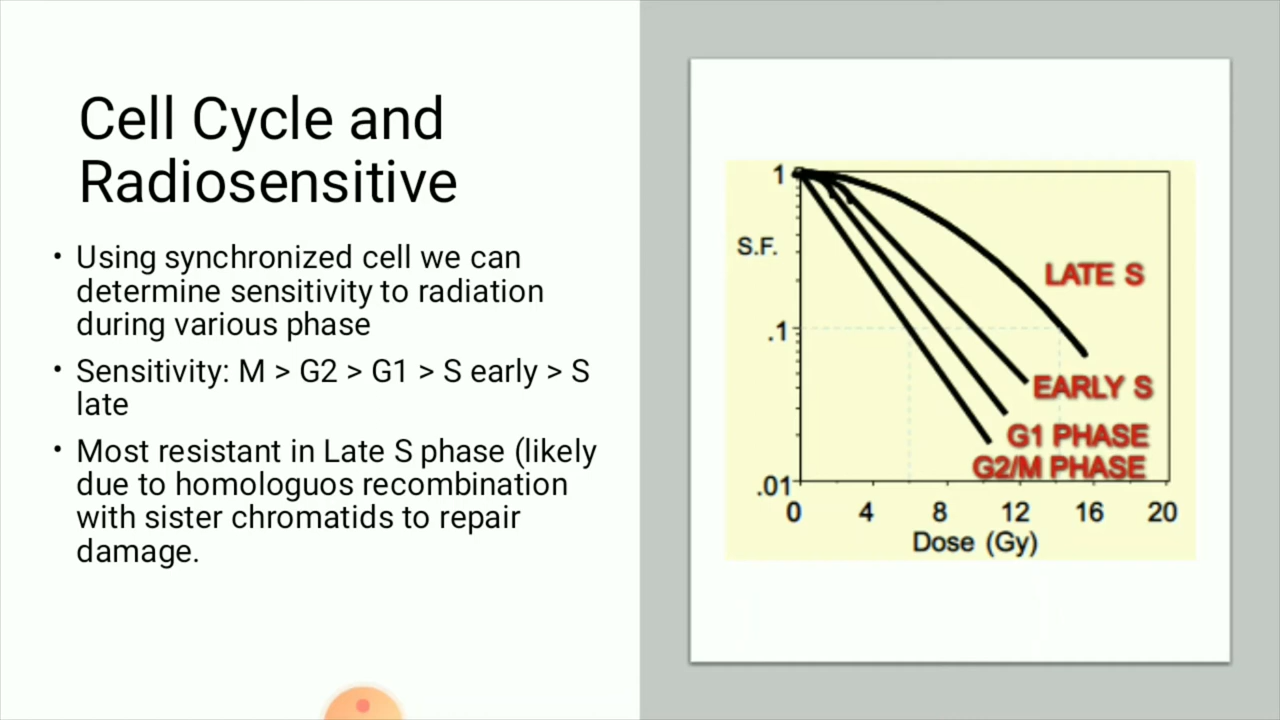 Cell Cycle and
Radiosensitive
• Using synchronized cell we can
determine sensitivity to radiation
during various phase
• Sensitivity: M > G2 > G1 > S early > S
late
• Most resistant in Late S phase (likely
due to homologuos recombination
with sister chromatids to repair
damage.
1
S.F.
LATE S
.1
EARLY S
G1 PHASE
G2/M PHASE
.01
0 4 8 12 16 20
Dose (Gy)